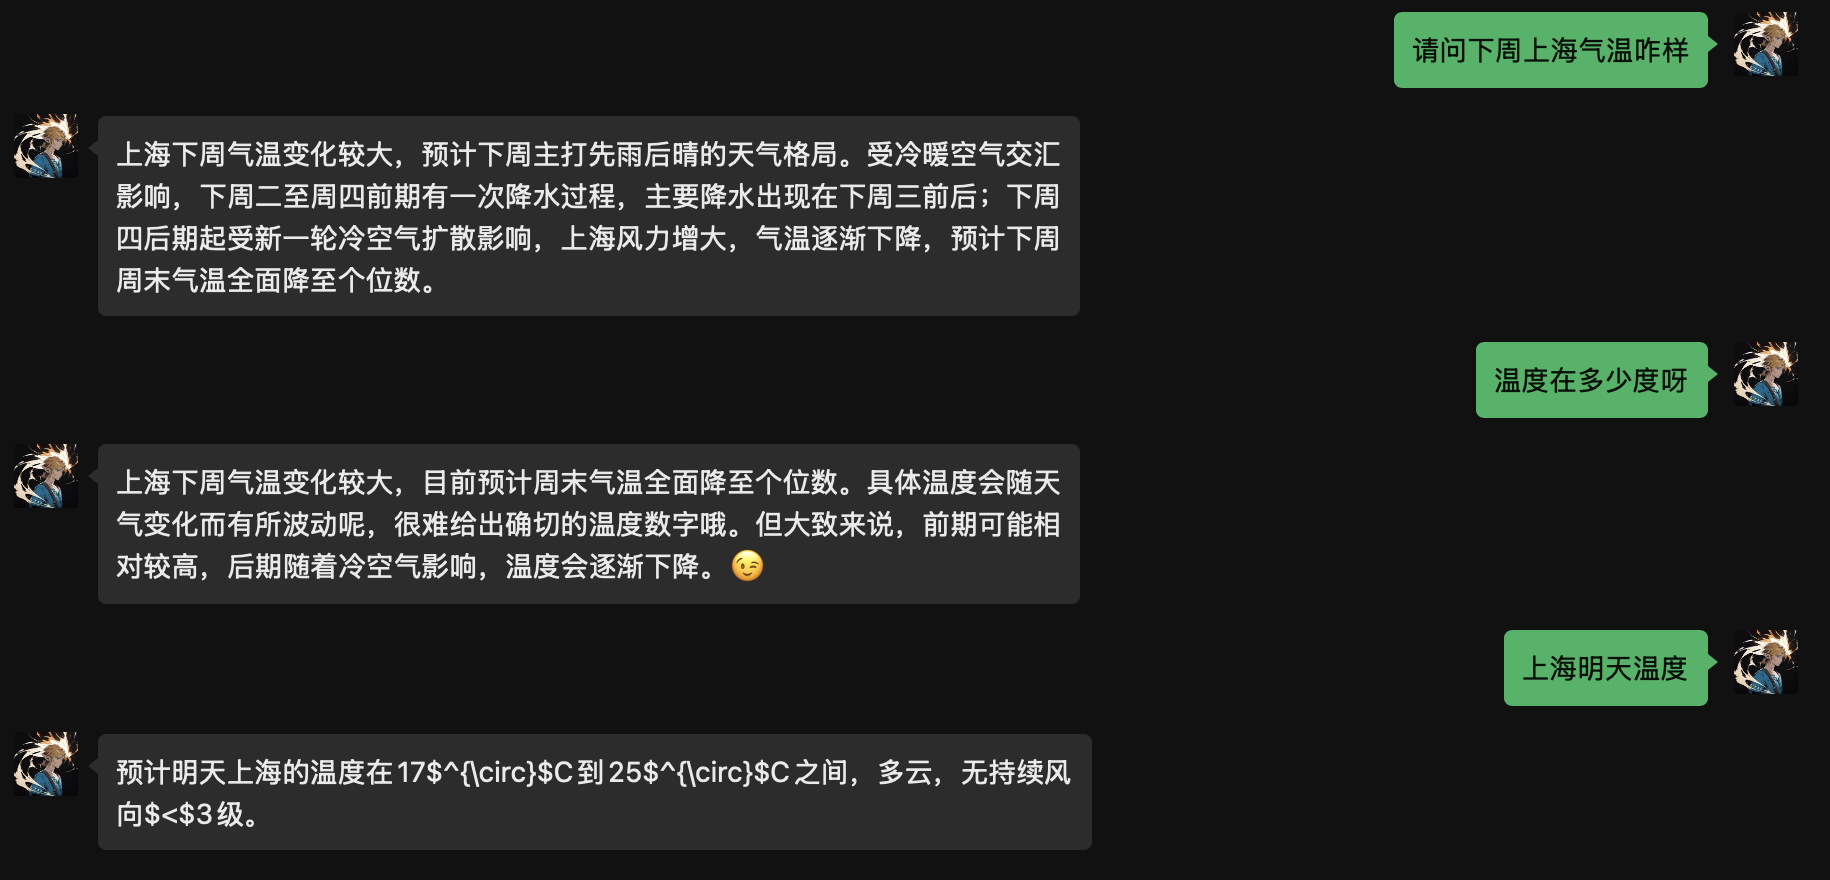 请问下周上海气温咋样
上海下周气温变化较大，预计下周主打先雨后晴的天气格局。受冷暖空气交汇
影响，下周二至周四前期有一次降水过程，主要降水出现在下周三前后；下周
四后期起受新一轮冷空气扩散影响，上海风力增大，气温逐渐下降，预计下周
周末气温全面降至个位数。
温度在多少度呀
上海下周气温变化较大，目前预计周末气温全面降至个位数。具体温度会随天
气变化而有所波动呢，很难给出确切的温度数字哦。但大致来说，前期可能相
对较高，后期随着冷空气影响，温度会逐渐下降。😉
上海明天温度
预计明天上海的温度在17$^{\circ}$C到25$^{\circ}$C之间，多云，无持续风
向$<$3级。